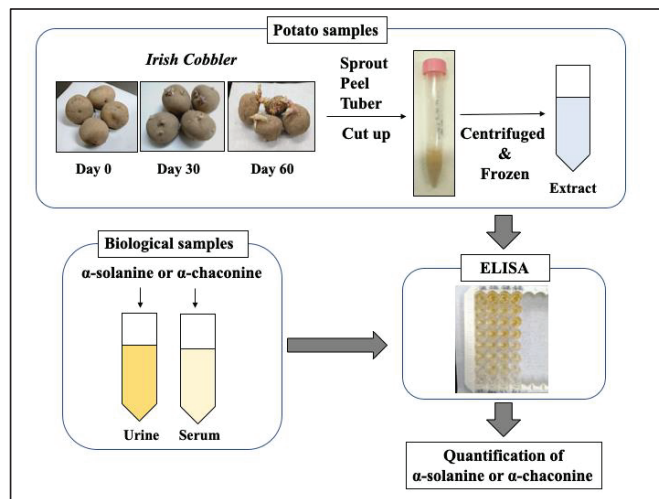 Potato samples
Irish Cobbler
Day 0
Day 30
Day 60
Sprout
Peel
Tuber
Cut up
Centrifuged
&
Frozen
Extract
Biological samples
α-solanine or α-chaconine
Urine
Serum
ELISA
Quantification of
α-solanine or α-chaconine